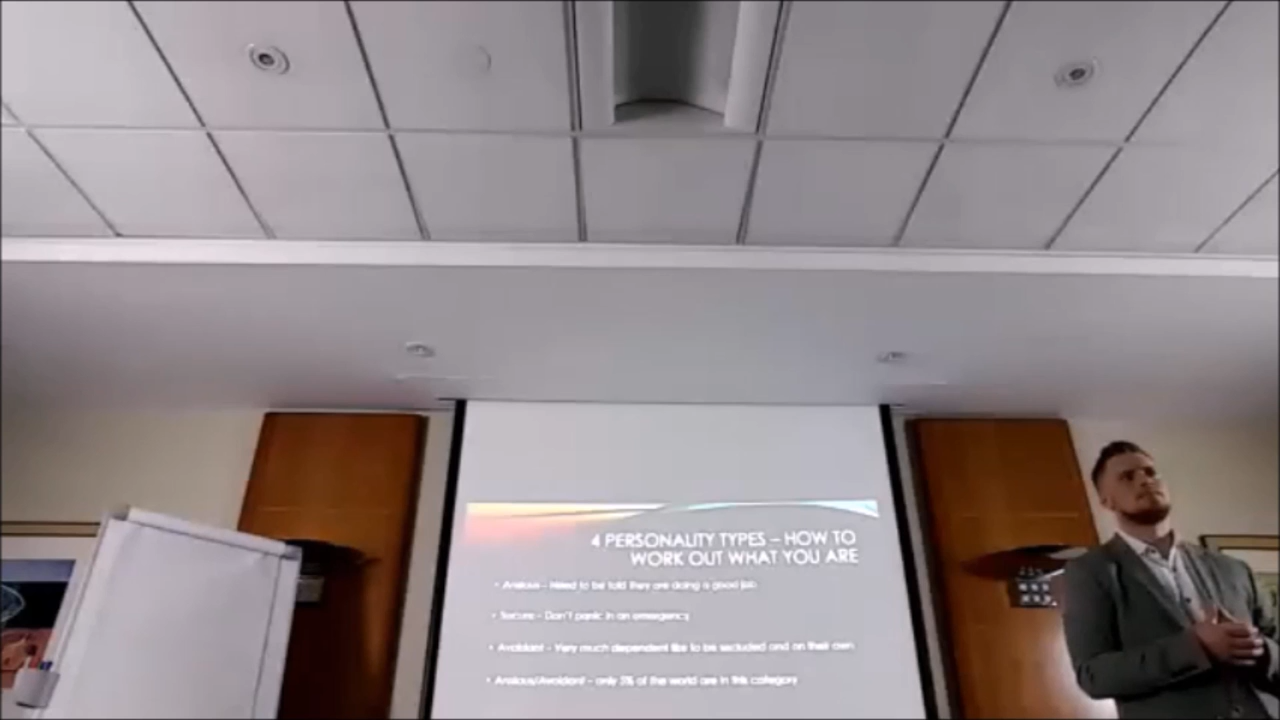 4 PERSONALITY TYPES – HOW TO
WORK OUT WHAT YOU ARE
• Anxious – Need to be told they are doing a good job
• Secure – Don't panic in an emergency
• Avoidant – Very much dependent like to be secluded and on their own
• Anxious/Avoidant – only 5% of the world are in this category